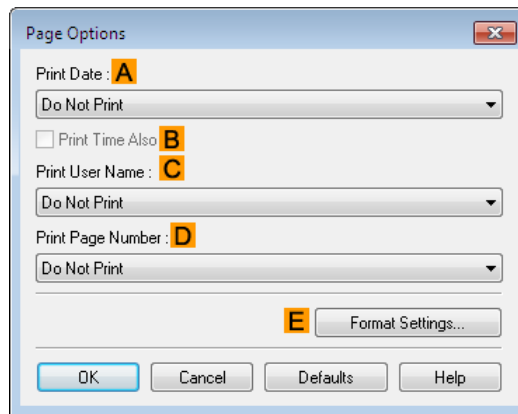 Page Options
Print Date : A
Do Not Print
Print Time Also B
Print User Name : C
Do Not Print
Print Page Number : D
Do Not Print
E Format Settings...
OK Cancel Defaults Help